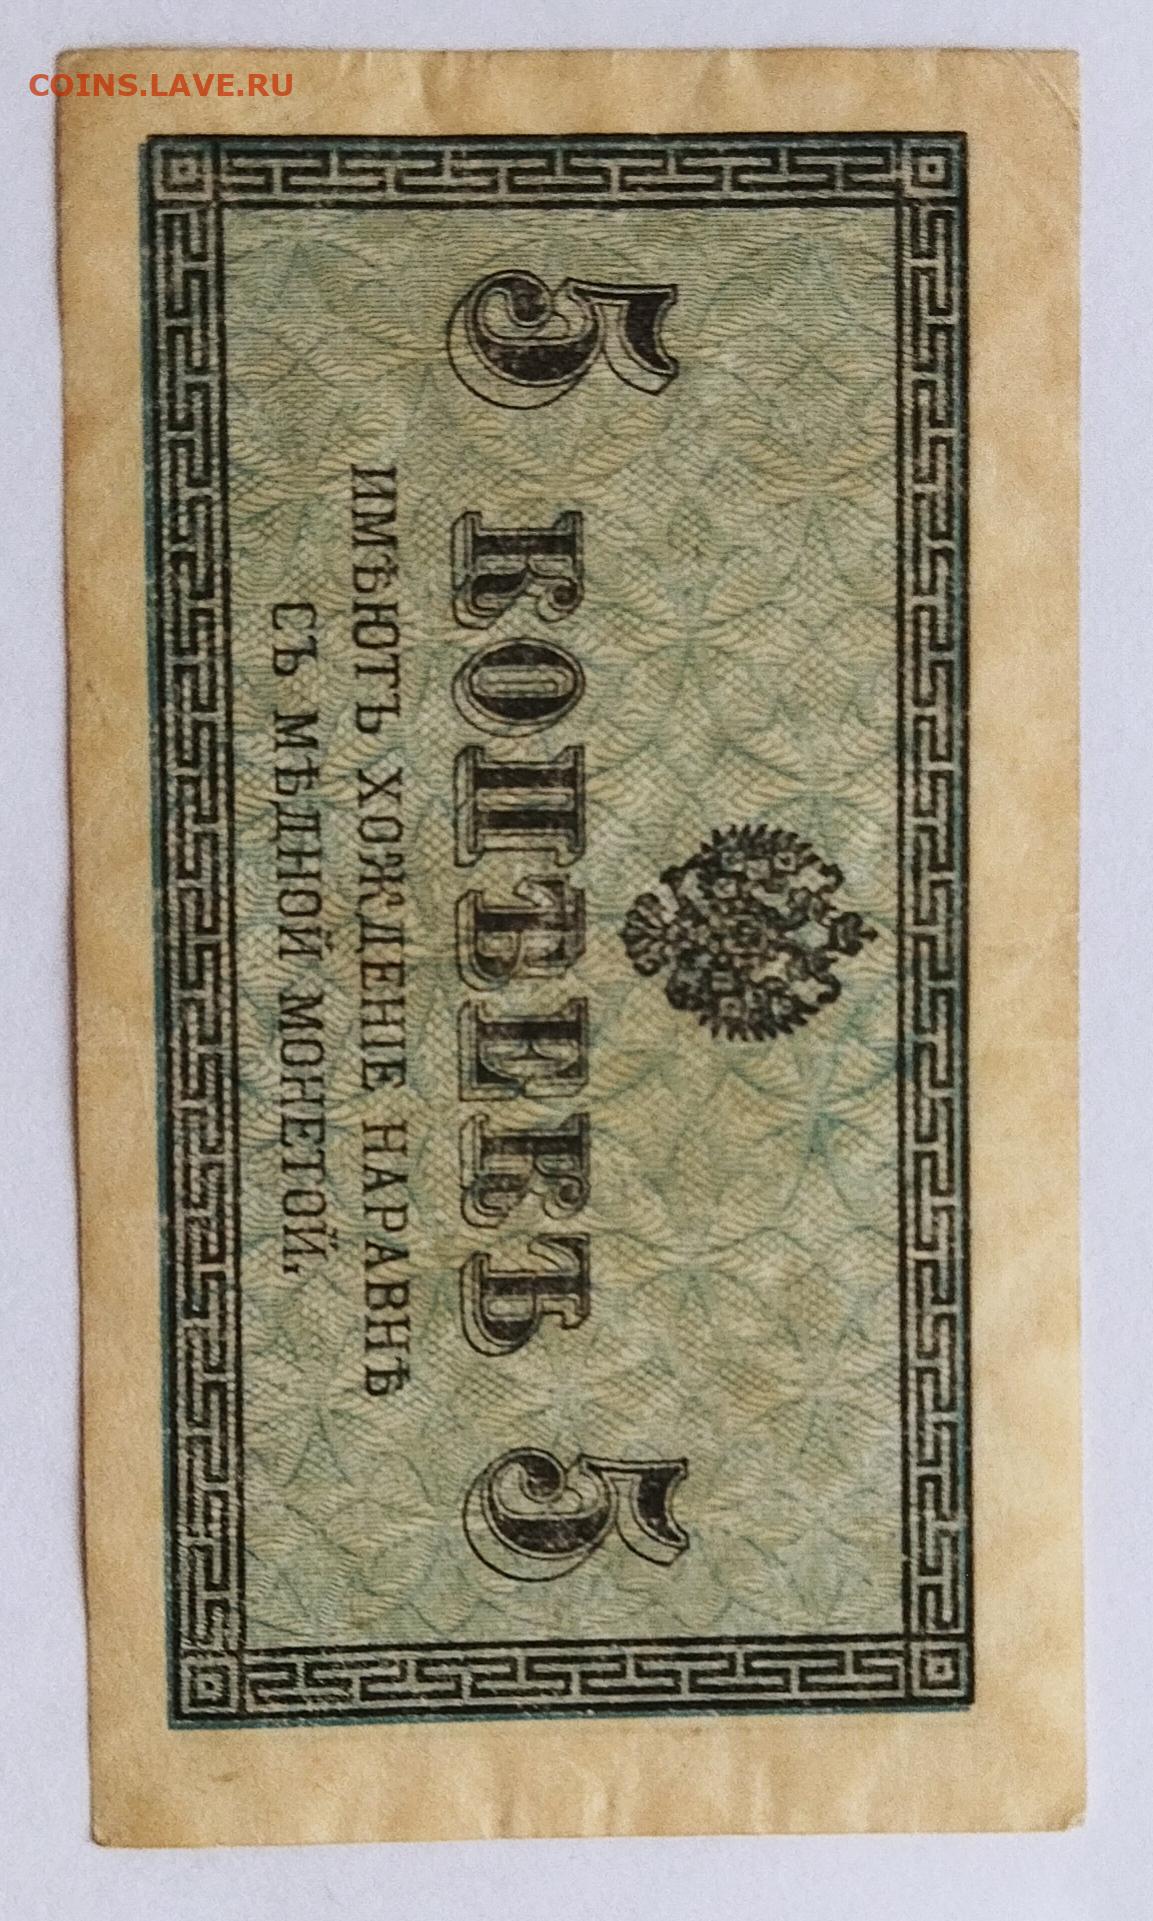 COINS.LAVE.RU
5 КОПѢЕКЪ 5
ИМѢЮТЪ ХОЖДЕНІЕ НАРАВНѢ
СЪ МѢДНОЙ МОНЕТОЙ.